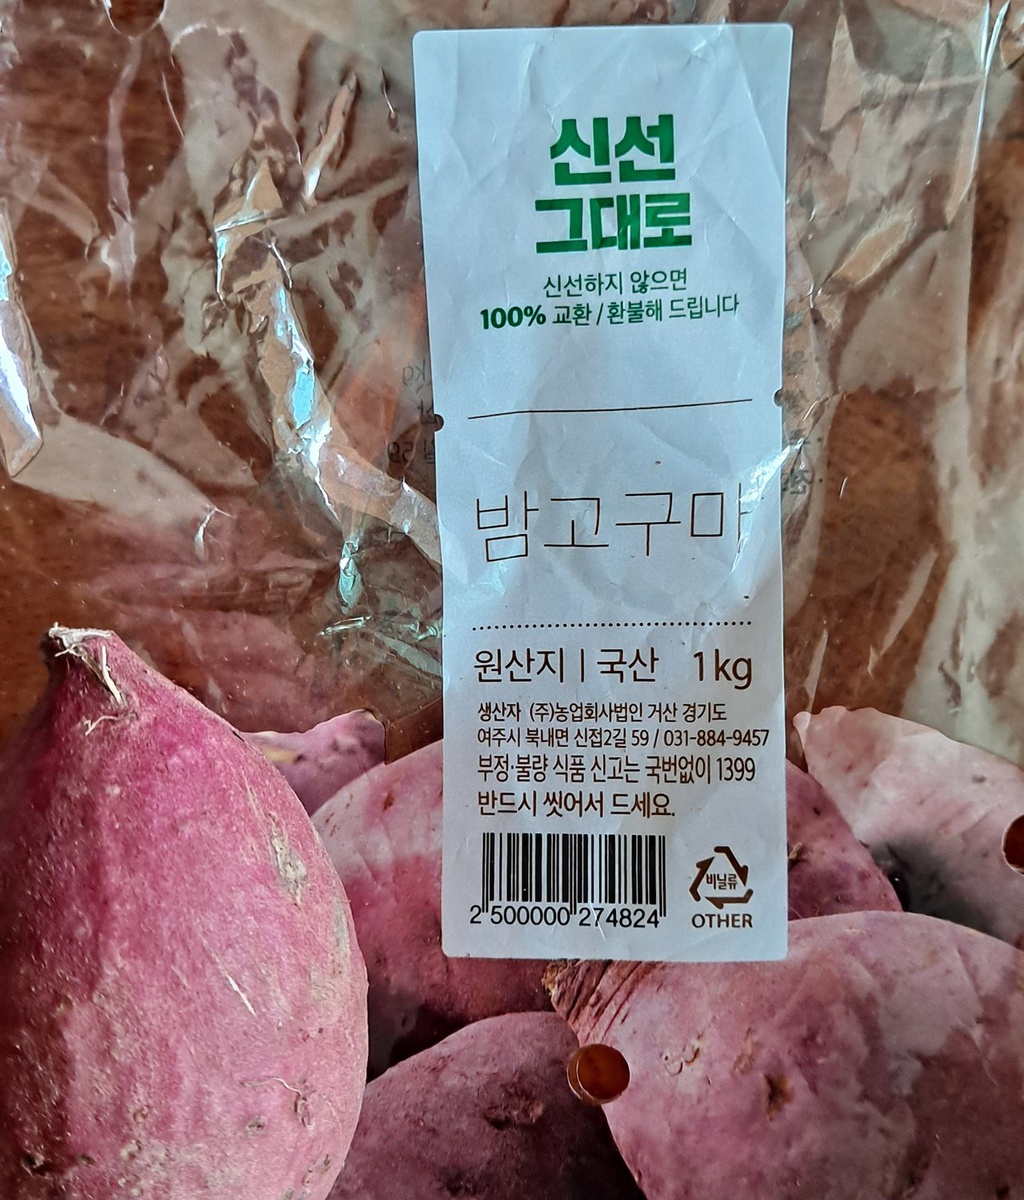 신선
그대로
신선하지 않으면
100% 교환 / 환불해 드립니다
밤고구마
원산지 | 국산 1kg
생산자 (주)농업회사법인 거산 경기도
여주시 북내면 신접2길 59 / 031-884-9457
부정·불량 식품 신고는 국번없이 1399
반드시 씻어서 드세요.
비닐류
OTHER
2 500000 274824